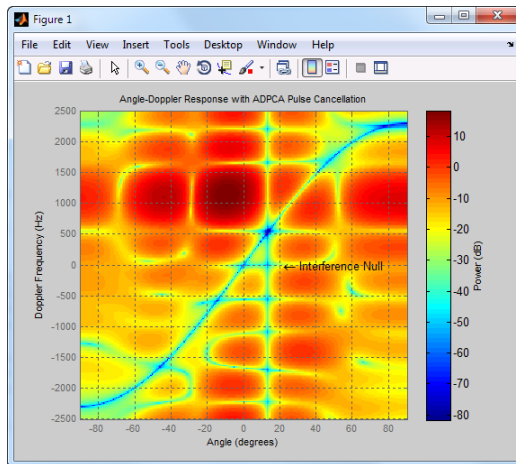 Figure 1
File Edit View Insert Tools Desktop Window Help
Angle-Doppler Response with ADPCA Pulse Cancellation
Doppler Frequency (Hz)
2500
2000
1500
1000
500
0
-500
-1000
-1500
-2000
-2500
← Interference Null
-80 -60 -40 -20 0 20 40 60 80
Angle (degrees)
10
0
-10
-20
-30
-40
-50
-60
-70
-80
Power (dB)